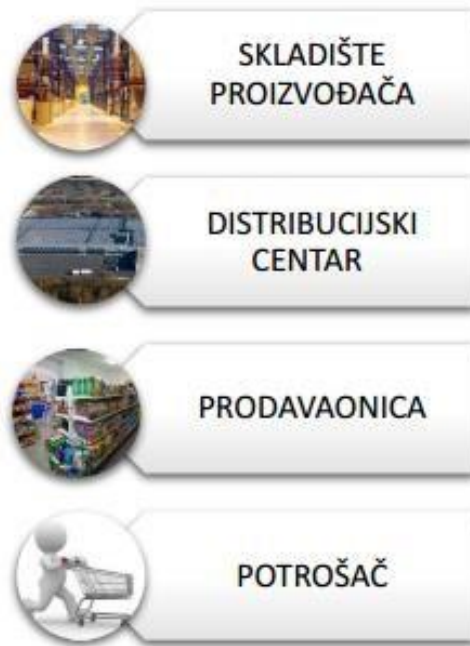 SKLADIŠTE
PROIZVOĐAČA
DISTRIBUCIJSKI
CENTAR
PRODAVAONICA
POTROŠAČ